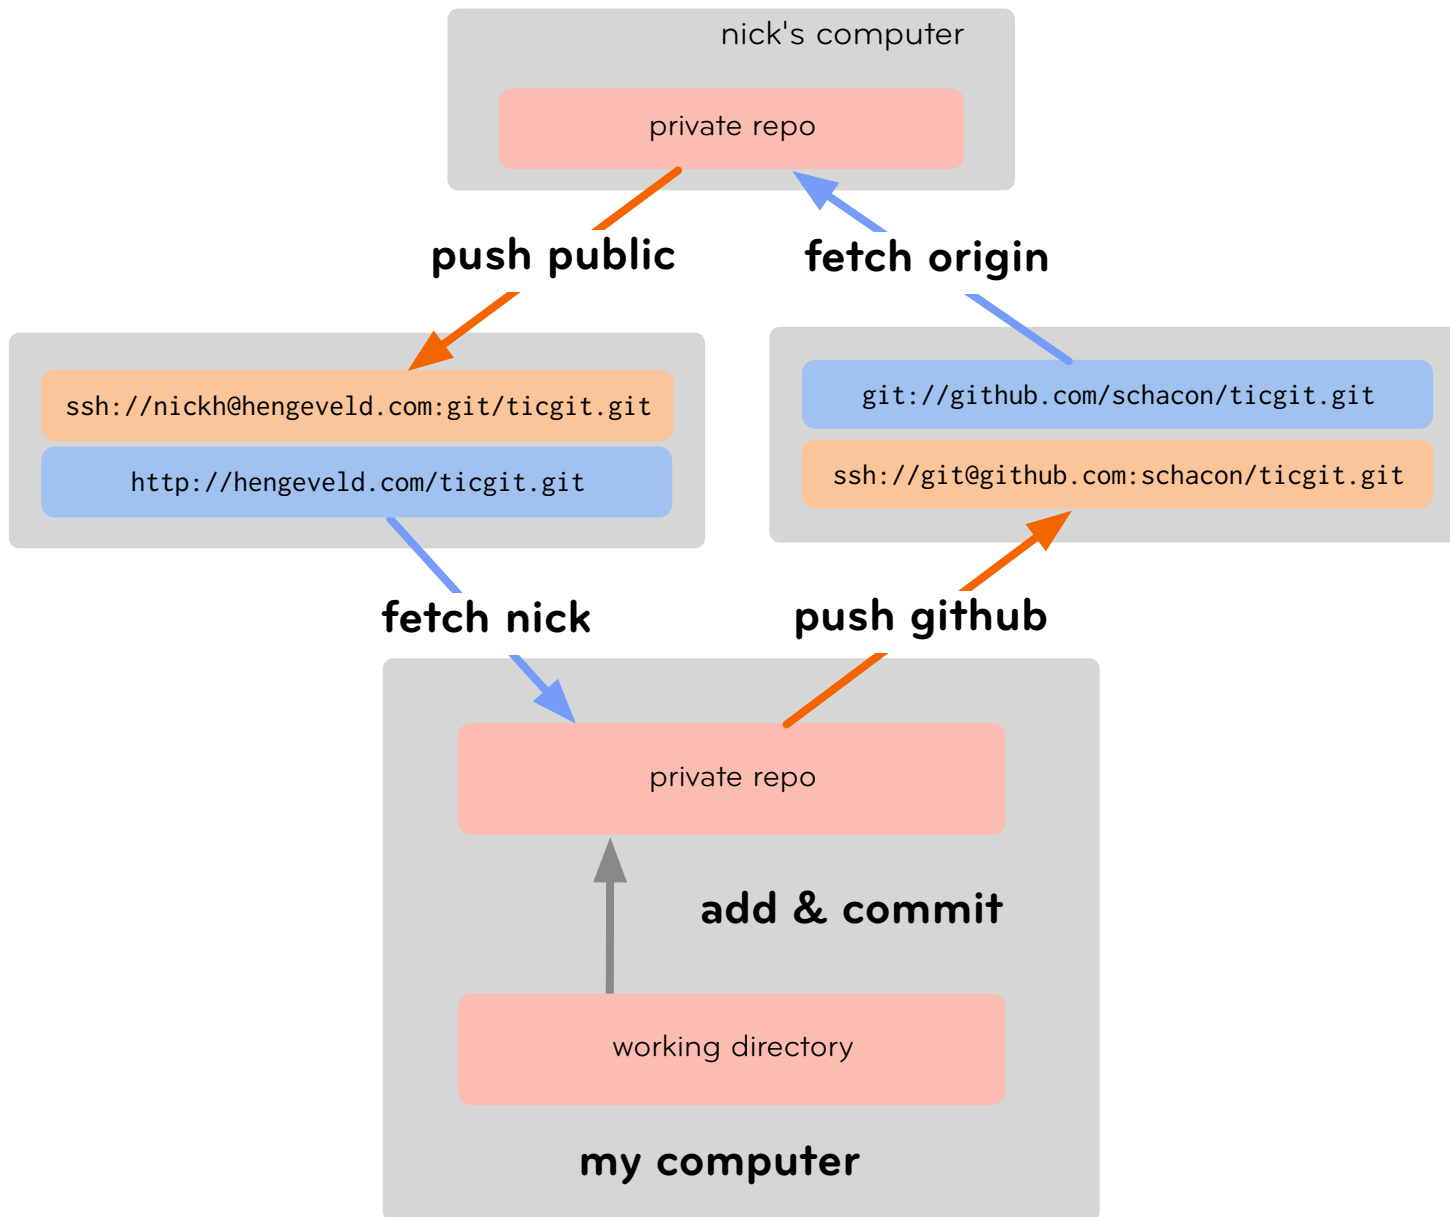 nick's computer
private repo
push public
fetch origin
ssh://nickh@hengeveld.com:git/ticgit.git
http://hengeveld.com/ticgit.git
git://github.com/schacon/ticgit.git
ssh://git@github.com:schacon/ticgit.git
fetch nick
push github
private repo
add & commit
working directory
my computer